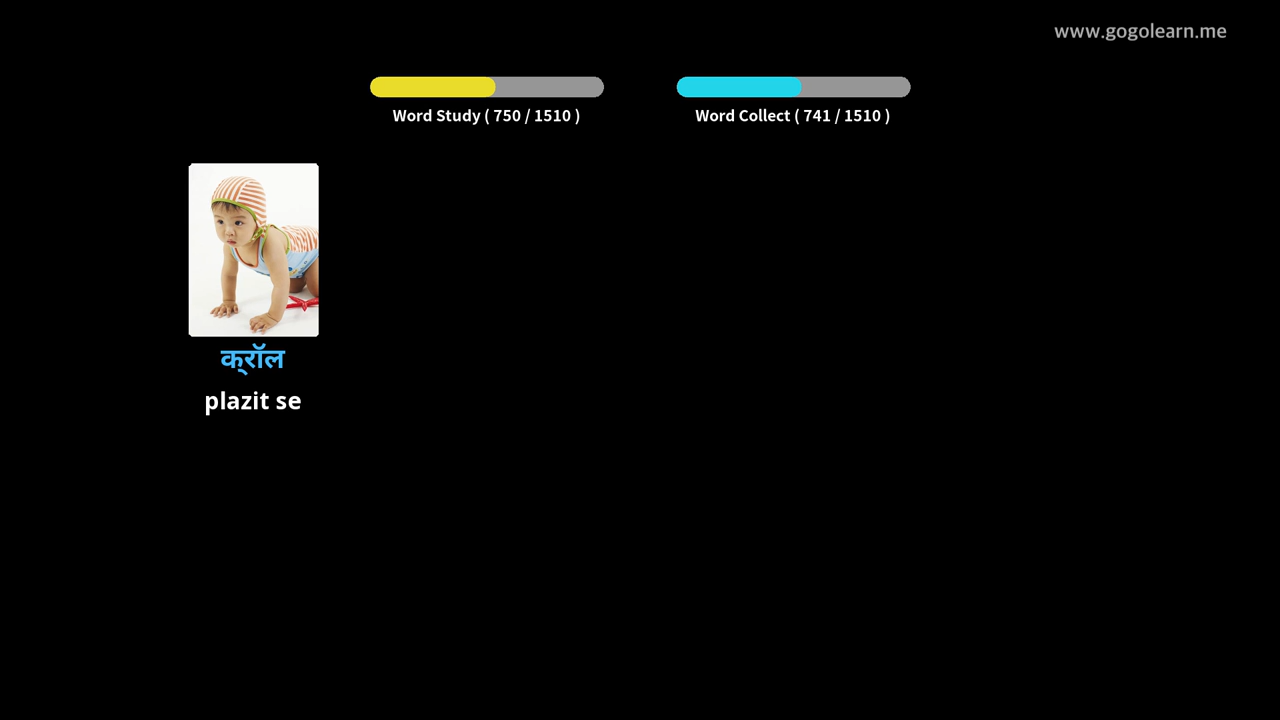 www.gogolearn.me
Word Study ( 750 / 1510 )
Word Collect ( 741 / 1510 )
क्रॉल
plazit se